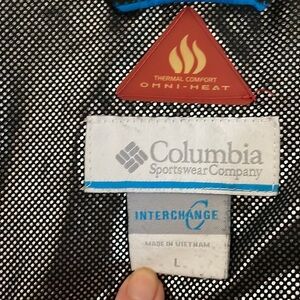 THERMAL COMFORT
OMNI-HEAT
Columbia
Sportswear Company
INTERCHANGE
C
MADE IN VIETNAM
L